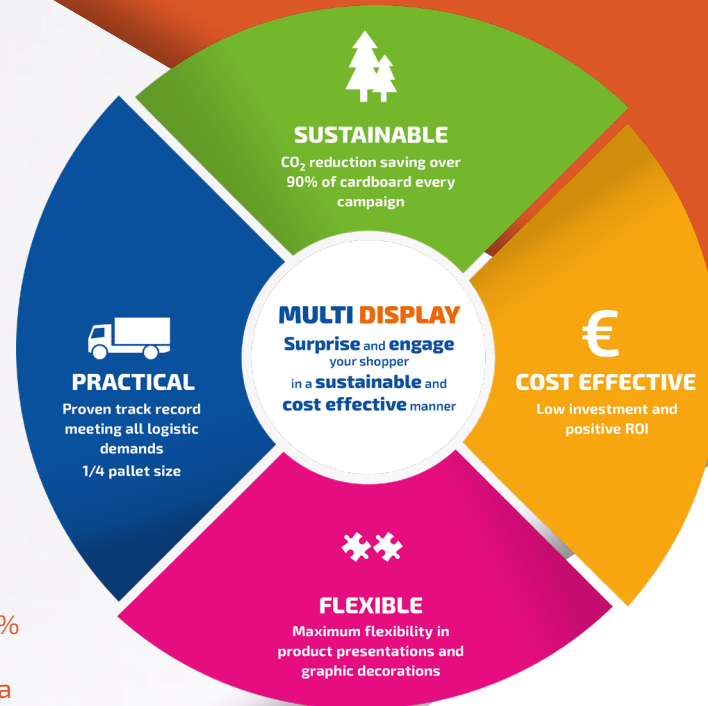 SUSTAINABLE
CO₂ reduction saving over
90% of cardboard every
campaign
MULTI DISPLAY
Surprise and engage
your shopper
in a sustainable and
cost effective manner
PRACTICAL
Proven track record
meeting all logistic
demands
1/4 pallet size
€
COST EFFECTIVE
Low investment and
positive ROI
FLEXIBLE
Maximum flexibility in
product presentations and
graphic decorations
%
a